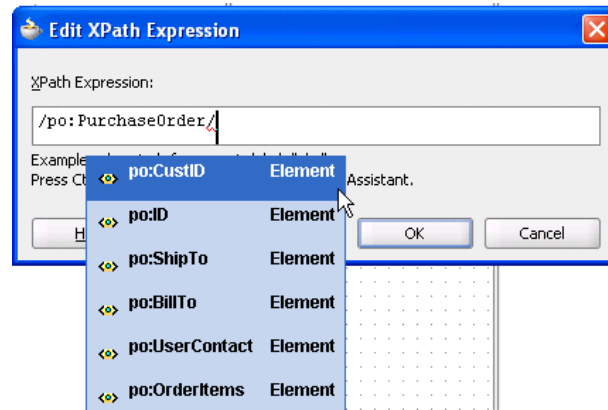 Edit XPath Expression
XPath Expression:
/po:PurchaseOrder/
Example
Press Ct Assistant.
po:CustID Element
po:ID Element
po:ShipTo Element
po:BillTo Element
po:UserContact Element
po:OrderItems Element
OK
Cancel